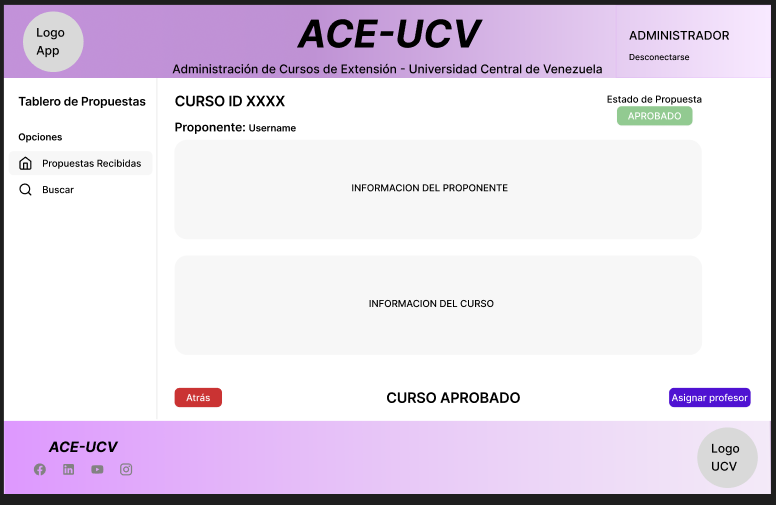 Logo
App
ACE-UCV
Administración de Cursos de Extensión - Universidad Central de Venezuela
ADMINISTRADOR
Desconectarse
Tablero de Propuestas
Opciones
Propuestas Recibidas
Buscar
CURSO ID XXXX
Proponente: Username
Estado de Propuesta
APROBADO
INFORMACION DEL PROPONENTE
INFORMACION DEL CURSO
Atrás
CURSO APROBADO
Asignar profesor
ACE-UCV
Logo
UCV